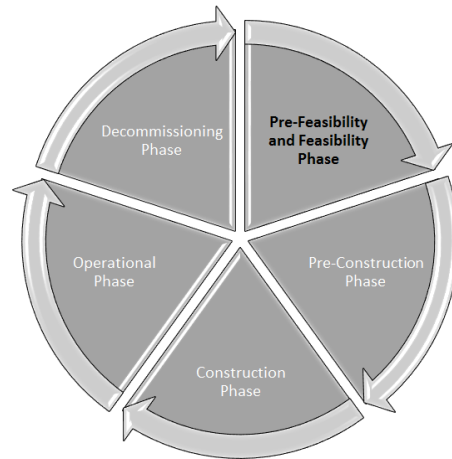 Pre-Feasibility
and Feasibility
Phase
Pre-Construction
Phase
Construction
Phase
Operational
Phase
Decommissioning
Phase